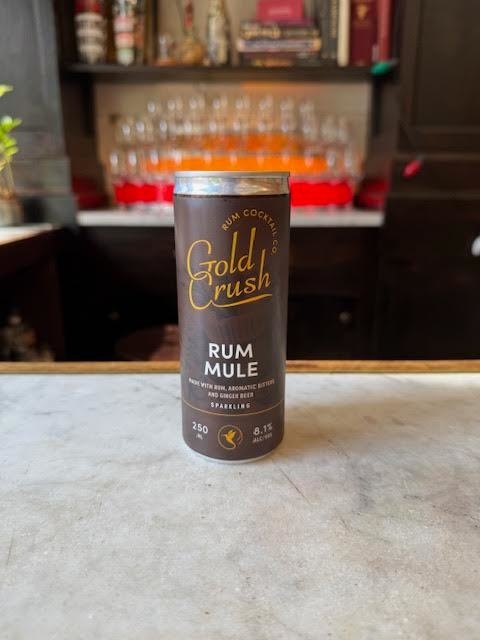 RUM COCKTAIL CO.
Gold
Crush
RUM
MULE
MADE WITH RUM, AROMATIC BITTERS
AND GINGER BEER
SPARKLING
250
ML
8.1%
ALC/VOL